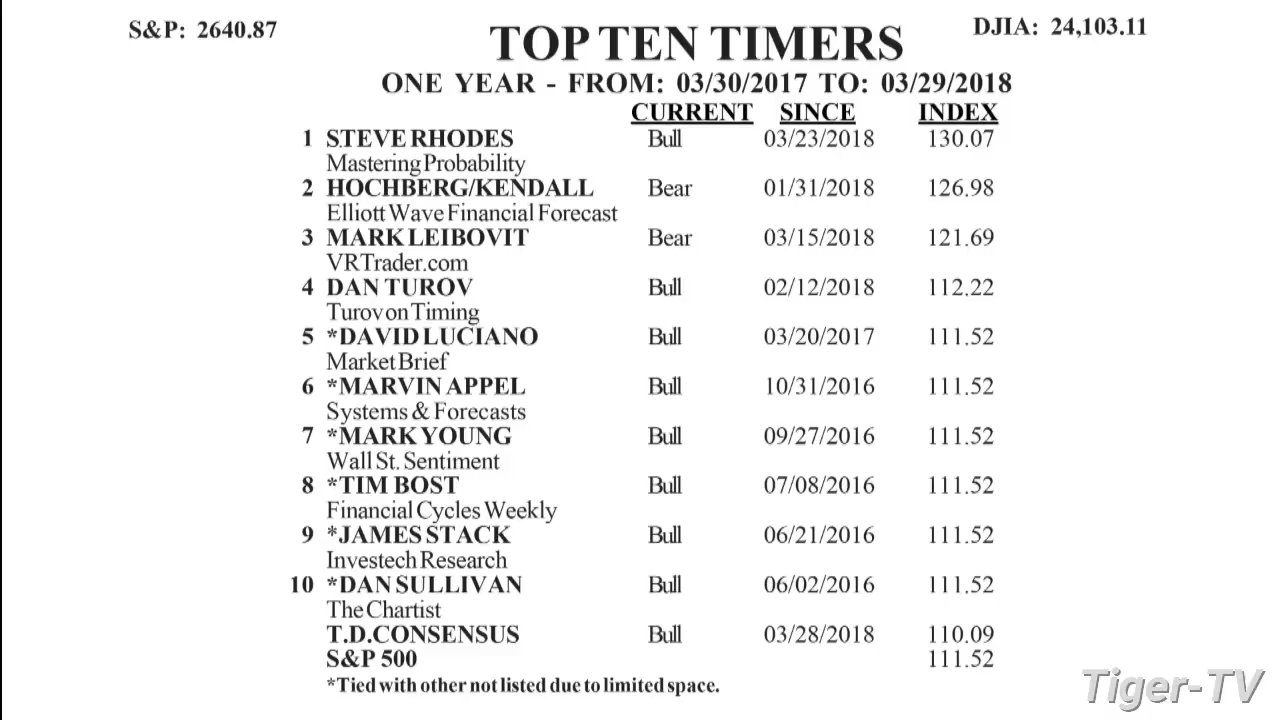 S&P: 2640.87
DJIA: 24,103.11
TOP TEN TIMERS
ONE YEAR - FROM: 03/30/2017 TO: 03/29/2018
CURRENT SINCE INDEX
1 STEVE RHODES Bull 03/23/2018 130.07
Mastering Probability
2 HOCHBERG/KENDALL Bear 01/31/2018 126.98
Elliott Wave Financial Forecast
3 MARK LEIBOVIT Bear 03/15/2018 121.69
VRTrader.com
4 DAN TUROV Bull 02/12/2018 112.22
Turov on Timing
5 *DAVID LUCIANO Bull 03/20/2017 111.52
Market Brief
6 *MARVIN APPEL Bull 10/31/2016 111.52
Systems & Forecasts
7 *MARK YOUNG Bull 09/27/2016 111.52
Wall St. Sentiment
8 *TIM BOST Bull 07/08/2016 111.52
Financial Cycles Weekly
9 *JAMES STACK Bull 06/21/2016 111.52
Investech Research
10 *DAN SULLIVAN Bull 06/02/2016 111.52
The Chartist
T.D.CONSENSUS Bull 03/28/2018 110.09
S&P 500 111.52
*Tied with other not listed due to limited space.
Tiger-TV